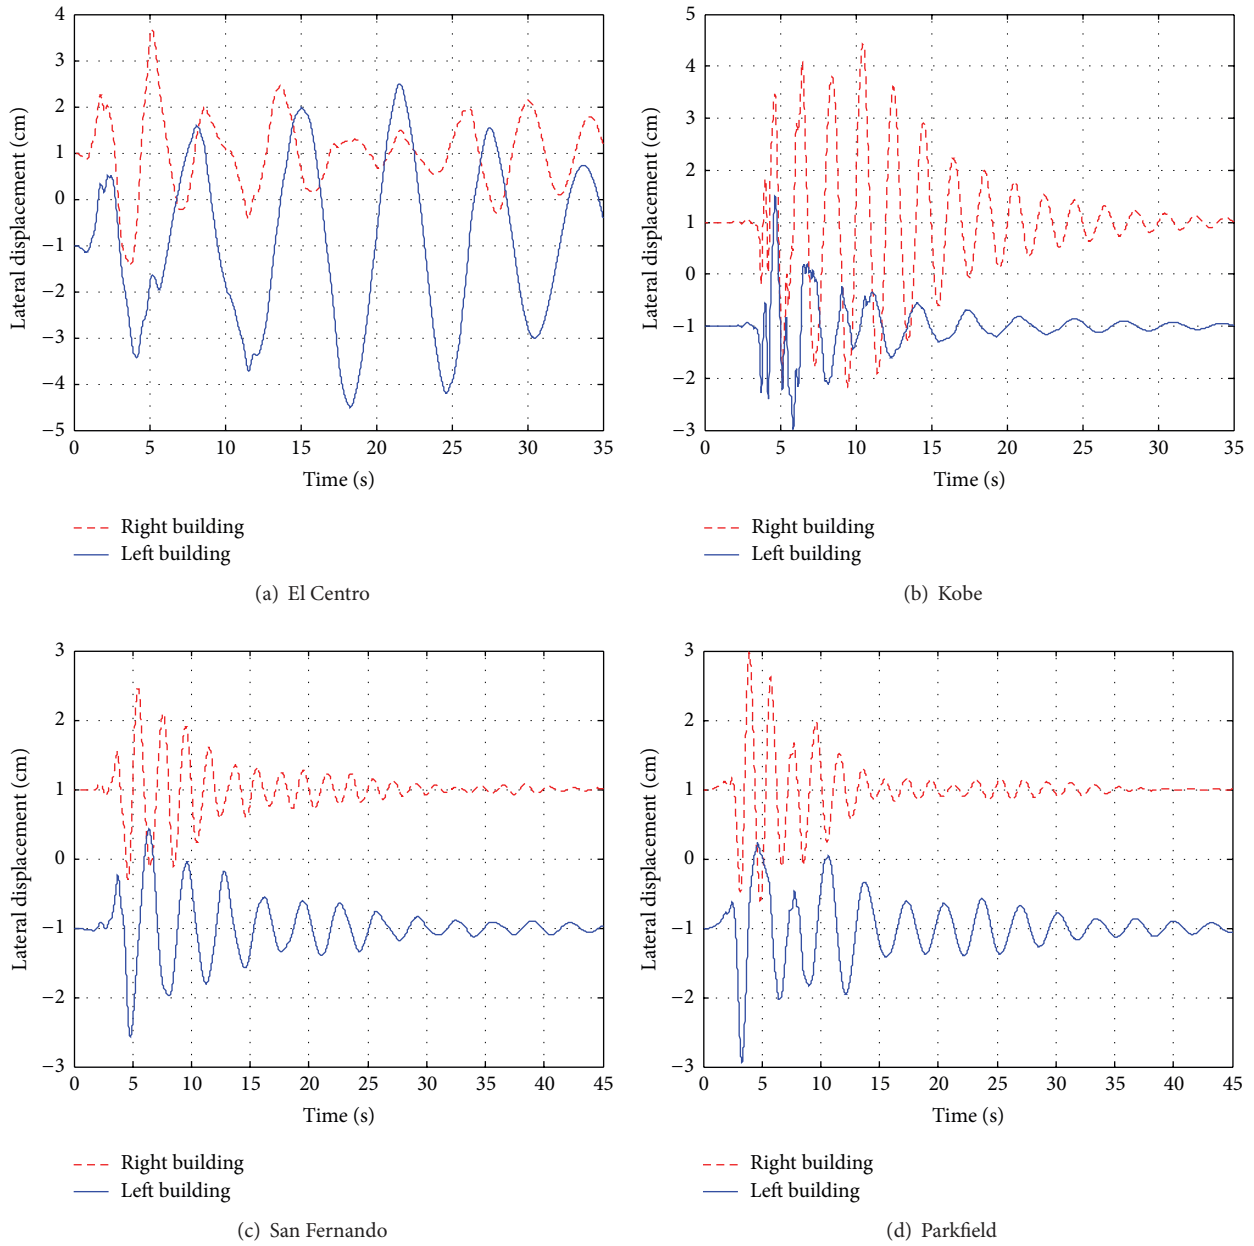 4
3
2
1
0
−1
−2
−3
−4
−5
Lateral displacement (cm)
0 5 10 15 20 25 30 35
Time (s)
Right building
Left building
(a) El Centro
5
4
3
2
1
0
−1
−2
−3
Lateral displacement (cm)
0 5 10 15 20 25 30 35
Time (s)
Right building
Left building
(b) Kobe
3
2
1
0
−1
−2
−3
Lateral displacement (cm)
0 5 10 15 20 25 30 35 40 45
Time (s)
Right building
Left building
(c) San Fernando
3
2
1
0
−1
−2
−3
Lateral displacement (cm)
0 5 10 15 20 25 30 35 40 45
Time (s)
Right building
Left building
(d) Parkfield